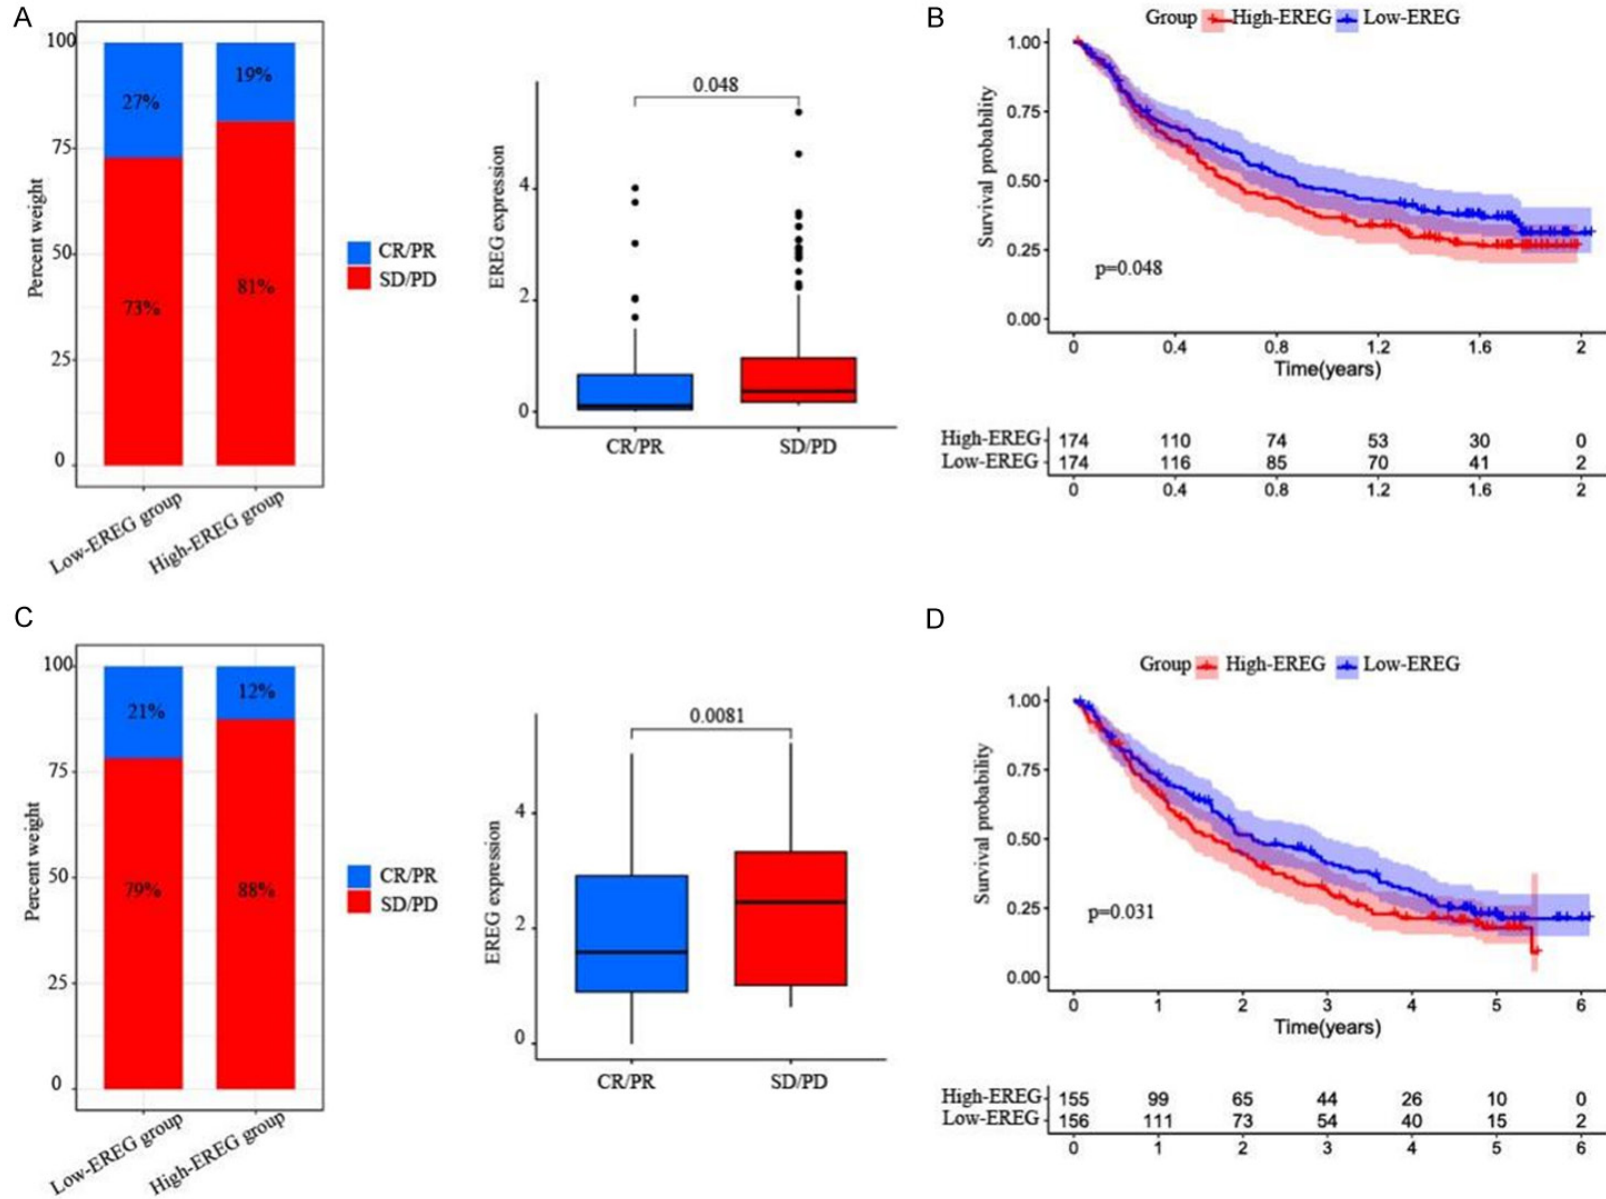 A
100
75
50
25
0
Percent weight
27%
73%
19%
81%
Low-EREG group
High-EREG group
CR/PR
SD/PD
EREG expression
4
2
0
0.048
CR/PR
SD/PD
B
Group High-EREG Low-EREG
Survival probability
1.00
0.75
0.50
0.25
0.00
p=0.048
0 0.4 0.8 1.2 1.6 2
Time(years)
High-EREG 174 110 74 53 30 0
Low-EREG 174 116 85 70 41 2
0 0.4 0.8 1.2 1.6 2
C
100
75
50
25
0
Percent weight
21%
79%
12%
88%
Low-EREG group
High-EREG group
CR/PR
SD/PD
EREG expression
4
2
0
0.0081
CR/PR
SD/PD
D
Group High-EREG Low-EREG
Survival probability
1.00
0.75
0.50
0.25
0.00
p=0.031
0 1 2 3 4 5 6
Time(years)
High-EREG 155 99 65 44 26 10 0
Low-EREG 156 111 73 54 40 15 2
0 1 2 3 4 5 6